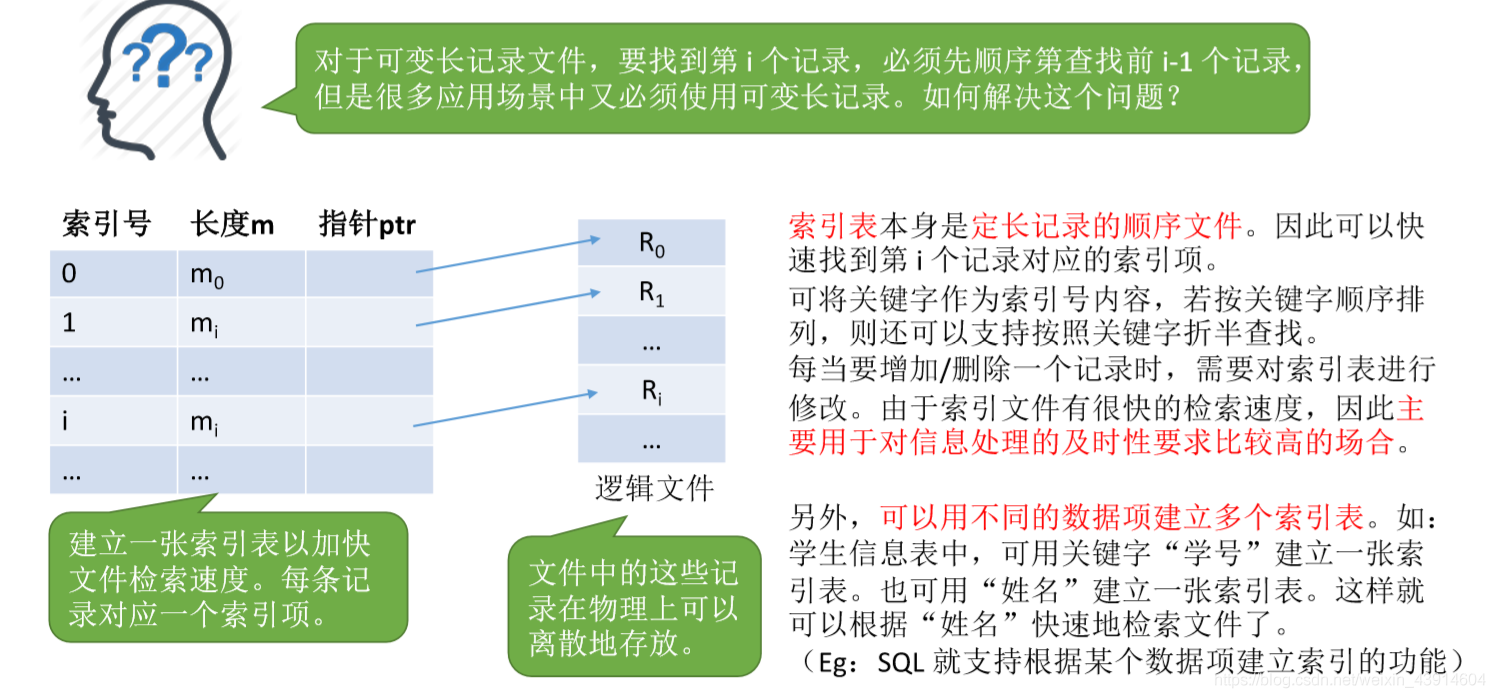 ???
对于可变长记录文件，要找到第 i 个记录，必须先顺序第查找前 i-1 个记录，
但是很多应用场景中又必须使用可变长记录。如何解决这个问题？
索引号 长度m 指针ptr
0 m0
1 mi
... ...
i mi
... ...
R0
R1
...
Ri
...
逻辑文件
建立一张索引表以加快
文件检索速度。每条记
录对应一个索引项。
文件中的这些记
录在物理上可以
离散地存放。
索引表本身是定长记录的顺序文件。因此可以快
速找到第 i 个记录对应的索引项。
可将关键字作为索引号内容，若按关键字顺序排
列，则还可以支持按照关键字折半查找。
每当要增加/删除一个记录时，需要对索引表进行
修改。由于索引文件有很快的检索速度，因此主
要用于对信息处理的及时性要求比较高的场合。
另外，可以用不同的数据项建立多个索引表。如：
学生信息表中，可用关键字“学号”建立一张索
引表。也可用“姓名”建立一张索引表。这样就
可以根据“姓名”快速地检索文件了。
（Eg：SQL 就支持根据某个数据项建立索引的功能）
https://blog.csdn.net/weixin_43914604